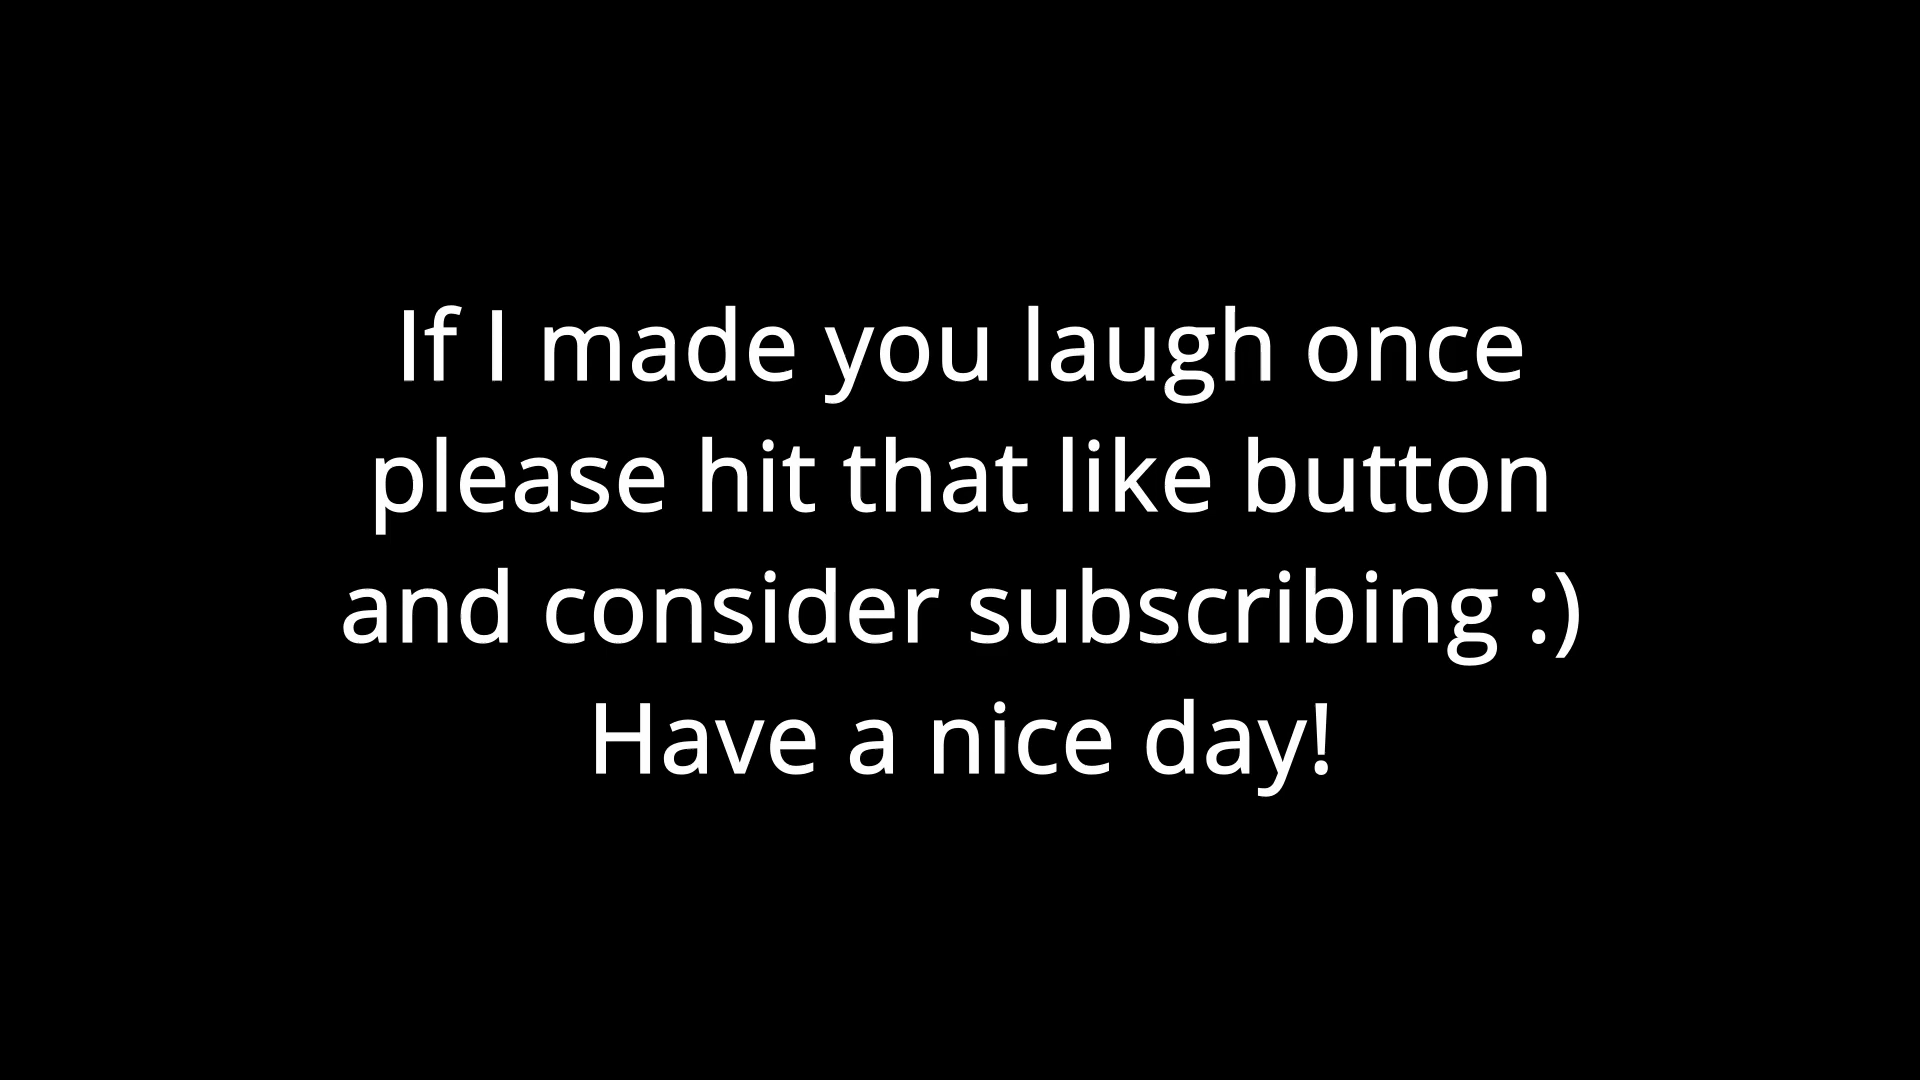 If I made you laugh once
please hit that like button
and consider subscribing :)
Have a nice day!